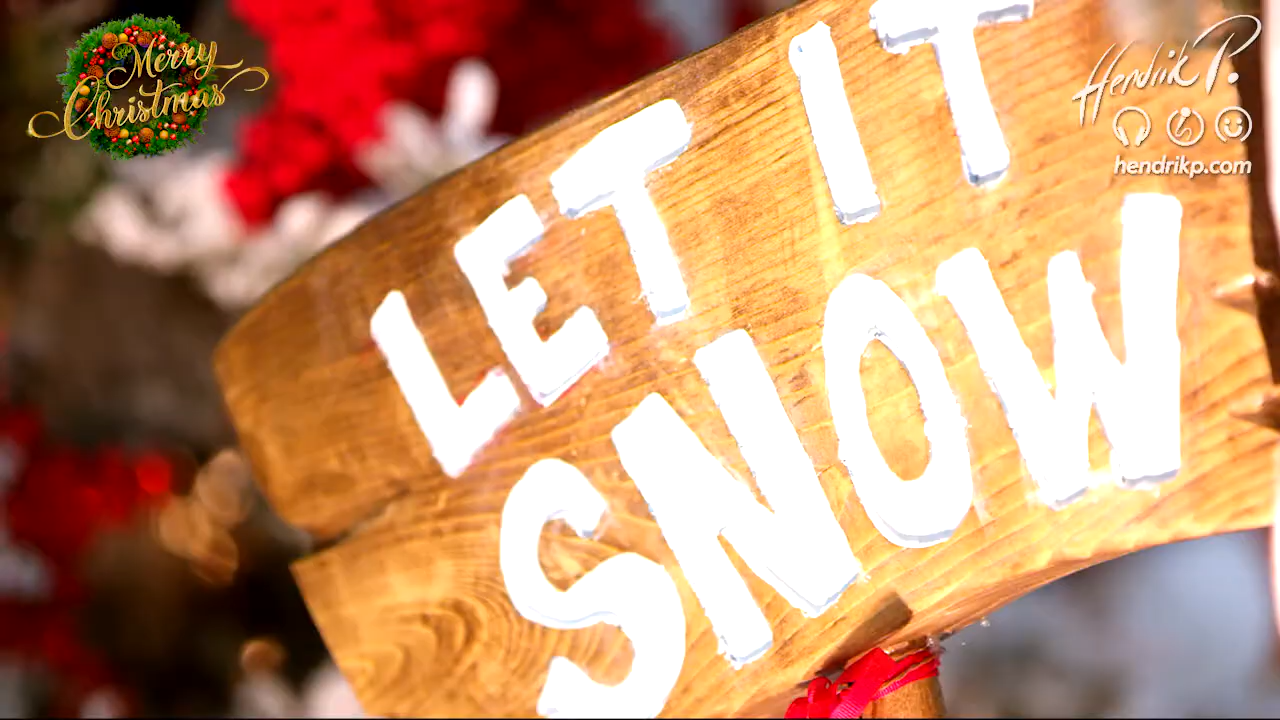 Merry
Christmas
LET IT
SNOW
Hendrik P.
hendrikp.com